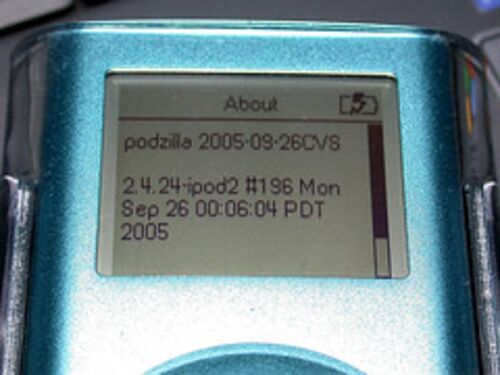 About
podzilla 2005-09-26CVS
2.4.24-ipod2 #196 Mon
Sep 26 00:06:04 PDT
2005